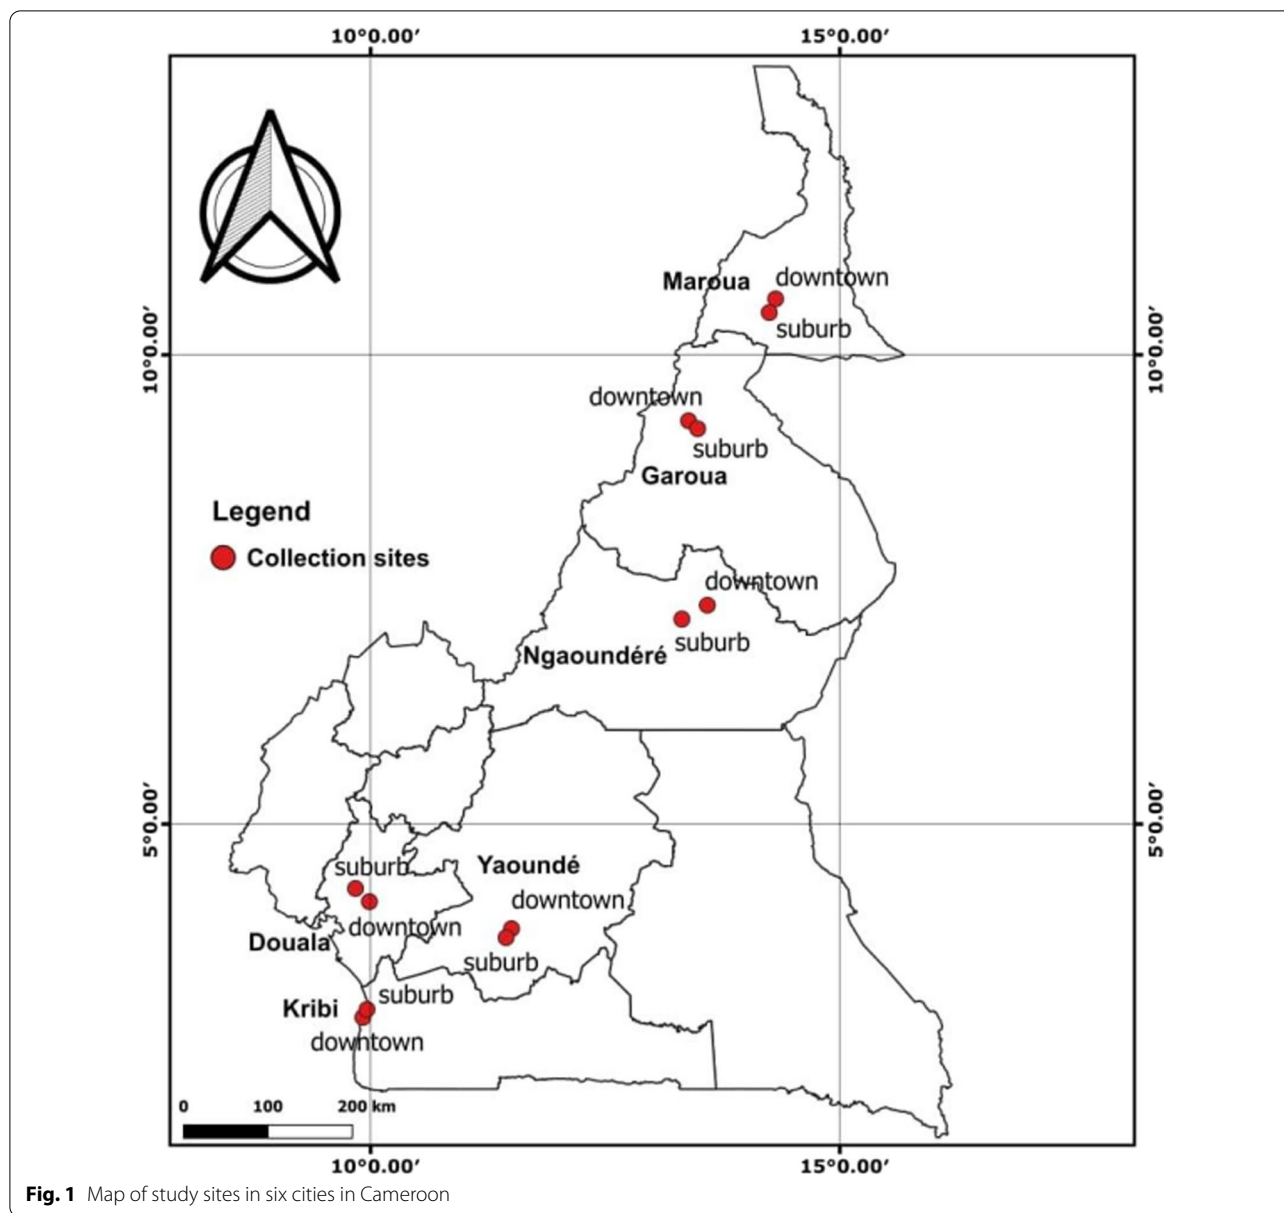 10°0.00′ 15°0.00′
downtown
Maroua
suburb
10°0.00′ 10°0.00′
downtown
suburb
Garoua
Legend
Collection sites
downtown
suburb
Ngaoundéré
5°0.00′ 5°0.00′
suburb
Yaoundé
downtown
downtown
Douala
suburb
suburb
Kribi
downtown
0 100 200 km
10°0.00′ 15°0.00′
Fig. 1 Map of study sites in six cities in Cameroon